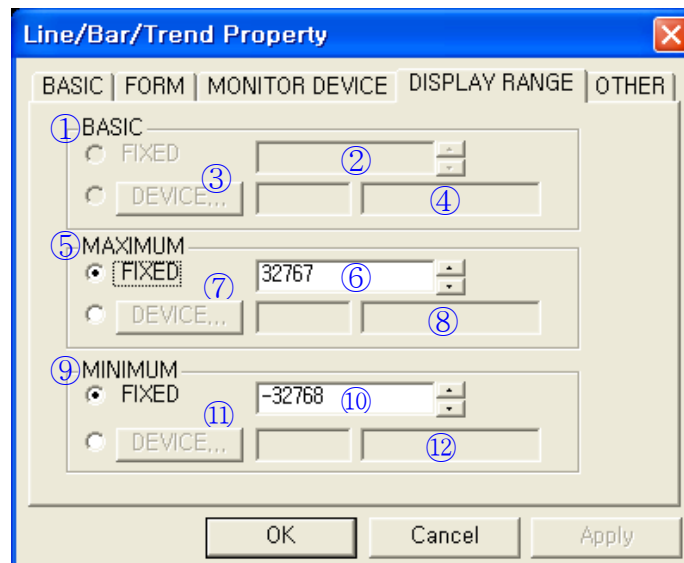 Line/Bar/Trend Property
BASIC FORM MONITOR DEVICE DISPLAY RANGE OTHER
①BASIC
FIXED ②
③ DEVICE... ④
⑤MAXIMUM
FIXED 32767 ⑥
⑦ DEVICE... ⑧
⑨MINIMUM
FIXED -32768 ⑩
⑪ DEVICE... ⑫
OK Cancel Apply